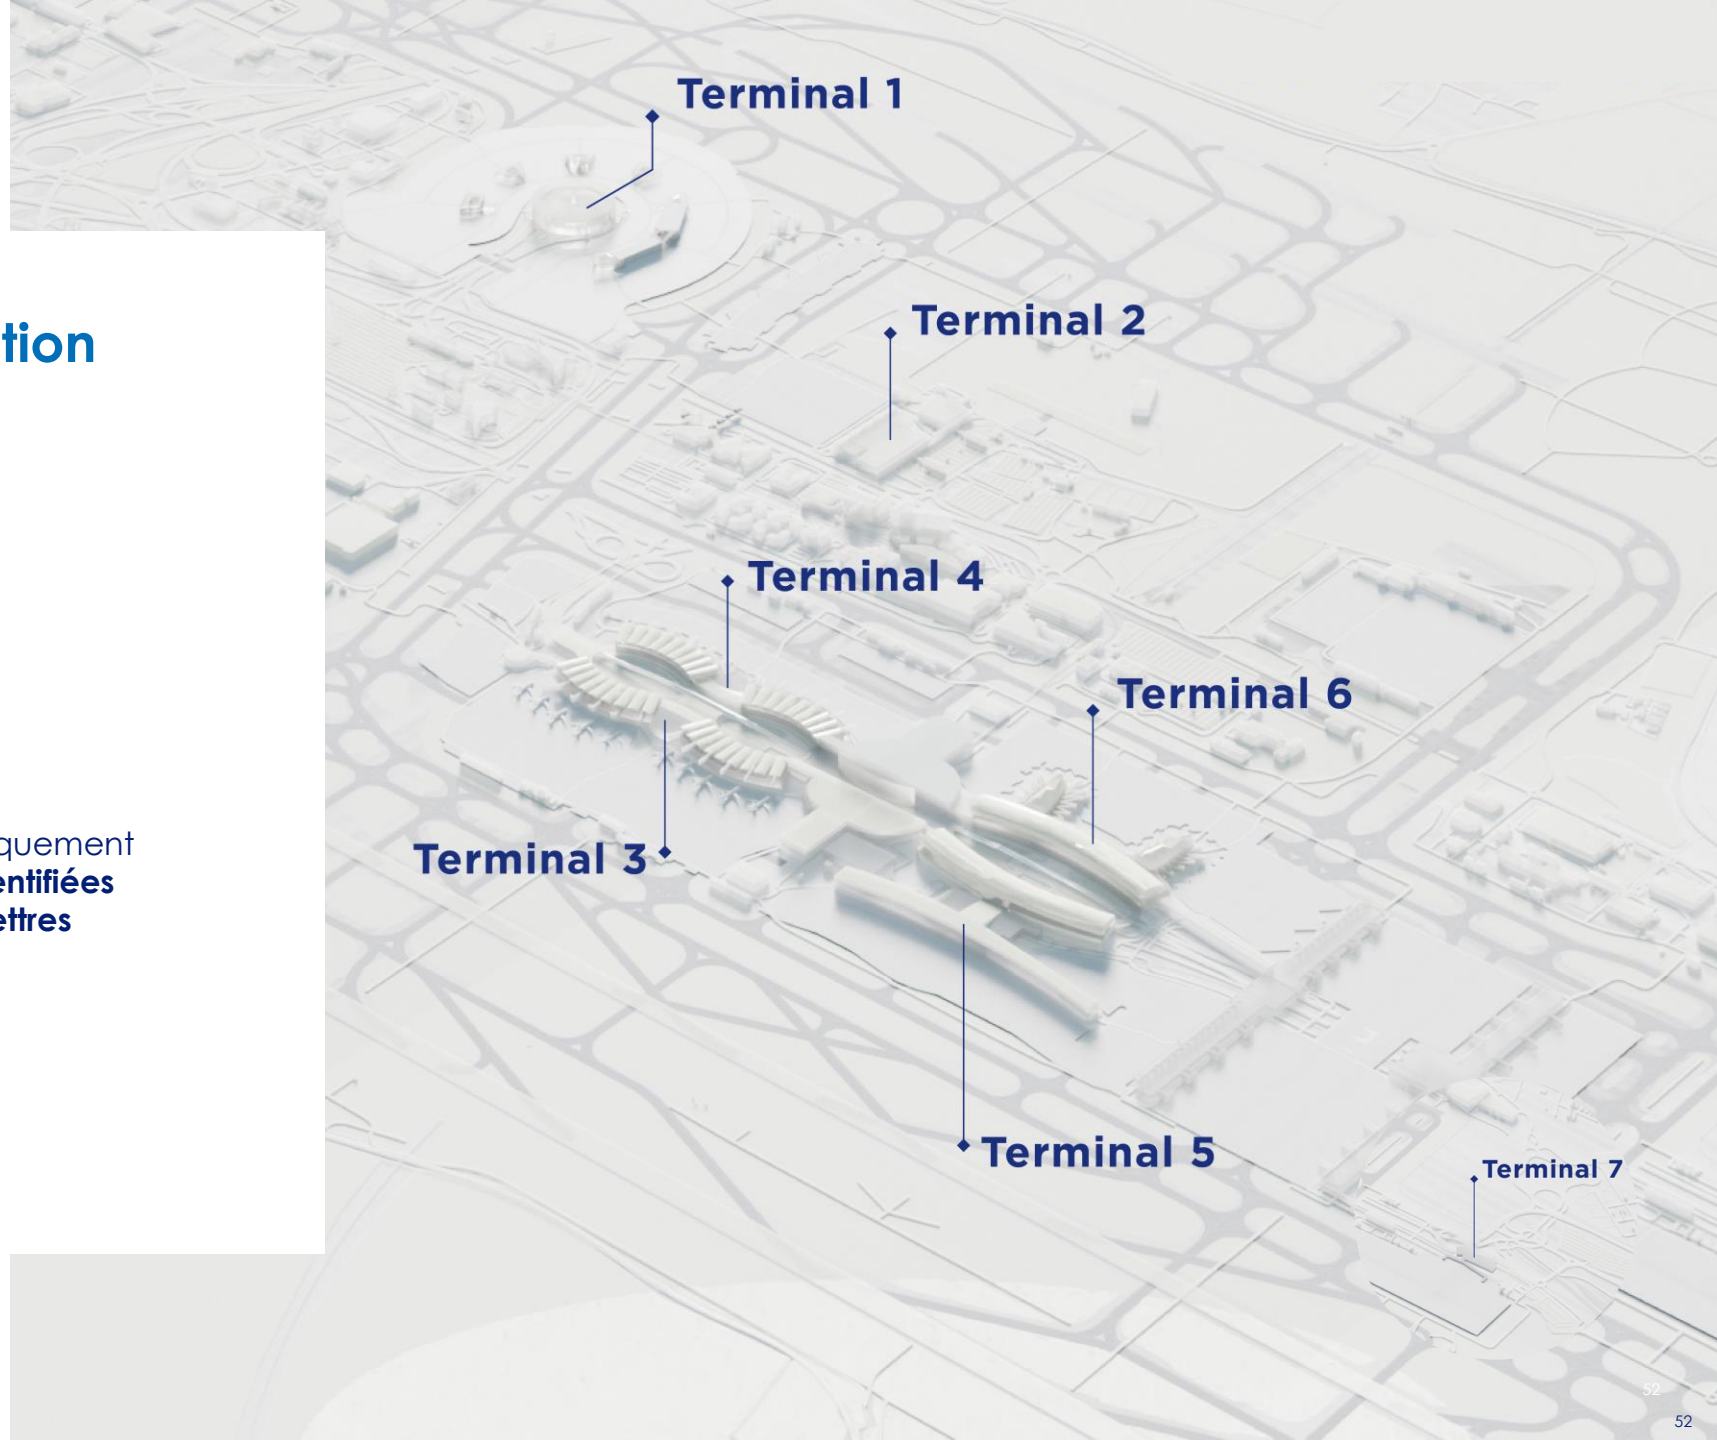 Terminal 1
Terminal 2
tion
Terminal 4
Terminal 6
quement
entifiées
ettres
Terminal 3
Terminal 5
Terminal 7
52
52